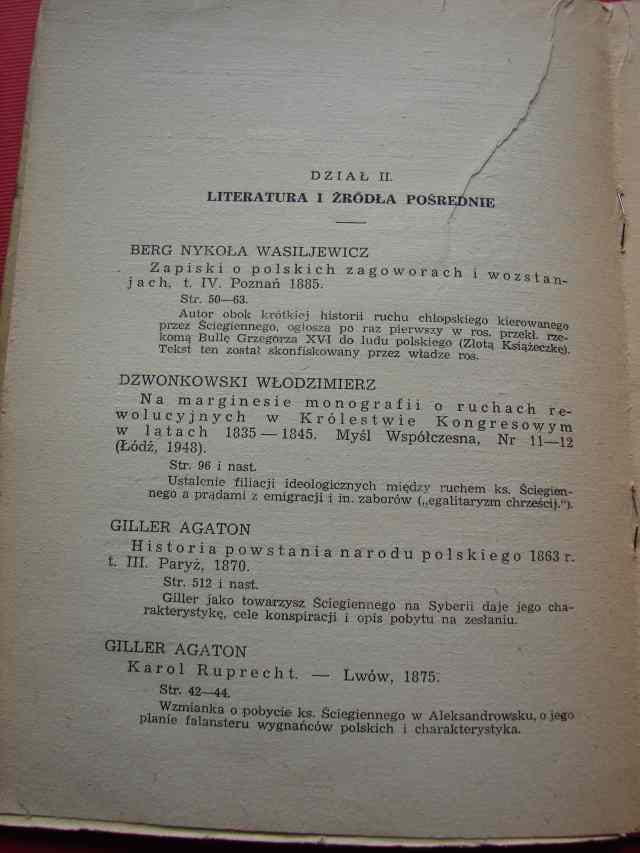 DZIAŁ II.
LITERATURA I ŹRÓDŁA POŚREDNIE
BERG NYKOŁA WASILJEWICZ
Zapiski o polskich zagoworach i wozstan-
jach, t. IV. Poznań 1885.
Str. 50—63.
Autor obok krótkiej historii ruchu chłopskiego kierowanego
przez Ściegiennego, ogłosza po raz pierwszy w ros. przekł. rze-
komą Bullę Grzegorza XVI do ludu polskiego (Złotą Książeczkę).
Tekst ten został skonfiskowany przez władze ros.
DZWONKOWSKI WŁODZIMIERZ
Na marginesie monografii o ruchach re-
wolucyjnych w Królestwie Kongresowym
w latach 1835—1845. Myśl Współczesna, Nr 11—12
(Łódź, 1948).
Str. 96 i nast.
Ustalenie filiacji ideologicznych między ruchem ks. Ściegien-
nego a prądami z emigracji i in. zaborów („egalitaryzm chrześcij.").
GILLER AGATON
Historia powstania narodu polskiego 1863 r.
t. III. Paryż, 1870.
Str. 512 i nast.
Giller jako towarzysz Ściegiennego na Syberii daje jego cha-
rakterystykę, cele konspiracji i opis pobytu na zesłaniu.
GILLER AGATON
Karol Ruprecht. — Lwów, 1875.
Str. 42—44.
Wzmianka o pobycie ks. Ściegiennego w Aleksandrowsku, o jego
planie falansteru wygnańców polskich i charakterystyka.